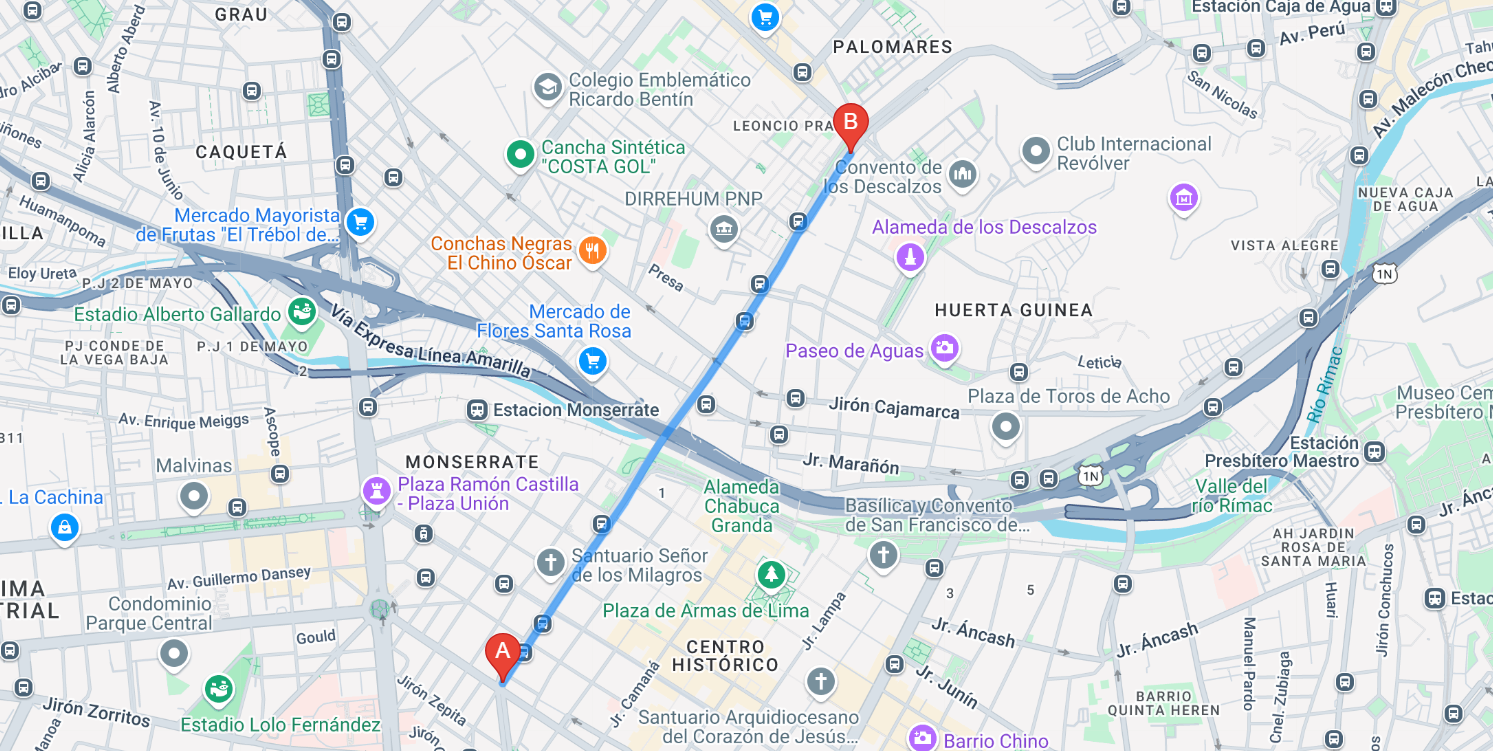 GRAU
Estación Caja de Agua
Av. Perú
PALOMARES
Colegio Emblemático
Ricardo Bentín
San Nicolas
Alberto Aberd
Alicia Alarcón
Av. 10 de Junio
Av. Malecón Chec
LEONCIO PRA
B
CAQUETÁ
Cancha Sintética
"COSTA GOL"
Club Internacional
Revólver
Convento de
los Descalzos
DIRREHUM PNP
NUEVA CAJA
DE AGUA
Huamanpoma
Mercado Mayorista
de Frutas "El Trébol de...
Alameda de los Descalzos
Conchas Negras
El Chino Óscar
VISTA ALEGRE
Eloy Ureta
P.J 2 DE MAYO
Presa
1N
Estadio Alberto Gallardo
Vía Expresa Línea Amarilla
Mercado de
Flores Santa Rosa
HUERTA GUINEA
PJ CONDE DE
LA VEGA BAJA
P.J 1 DE MAYO
2
Paseo de Aguas
Leticia
Río Rímac
Plaza de Toros de Acho
Museo Cem
Presbítero M
Av. Enrique Meiggs
Ascope
Estacion Monserrate
Jirón Cajamarca
311
Malvinas
MONSERRATE
Jr. Marañón
1N
Estación
Presbítero Maestro
La Cachina
Plaza Ramón Castilla
- Plaza Unión
1
Alameda
Chabuca
Granda
Basílica y Convento
de San Francisco de...
Valle del
río Rímac
Jr. Ánc
AH JARDIN
ROSA DE
SANTA MARIA
Av. Guillermo Dansey
Santuario Señor
de los Milagros
Plaza de Armas de Lima
Jr. Lampa
3
5
Huari
Jirón Conchucos
IMA
TRIAL
Condominio
Parque Central
Gould
A
CENTRO
HISTÓRICO
Jr. Áncash
Jr. Áncash
Manuel Pardo
Cnel. Zubiaga
Jirón Zepita
Jr. Camaná
Jr. Junín
BARRIO
QUINTA HEREN
Jirón Zorritos
Estadio Lolo Fernández
Santuario Arquidiocesano
del Corazón de Jesús...
Barrio Chino